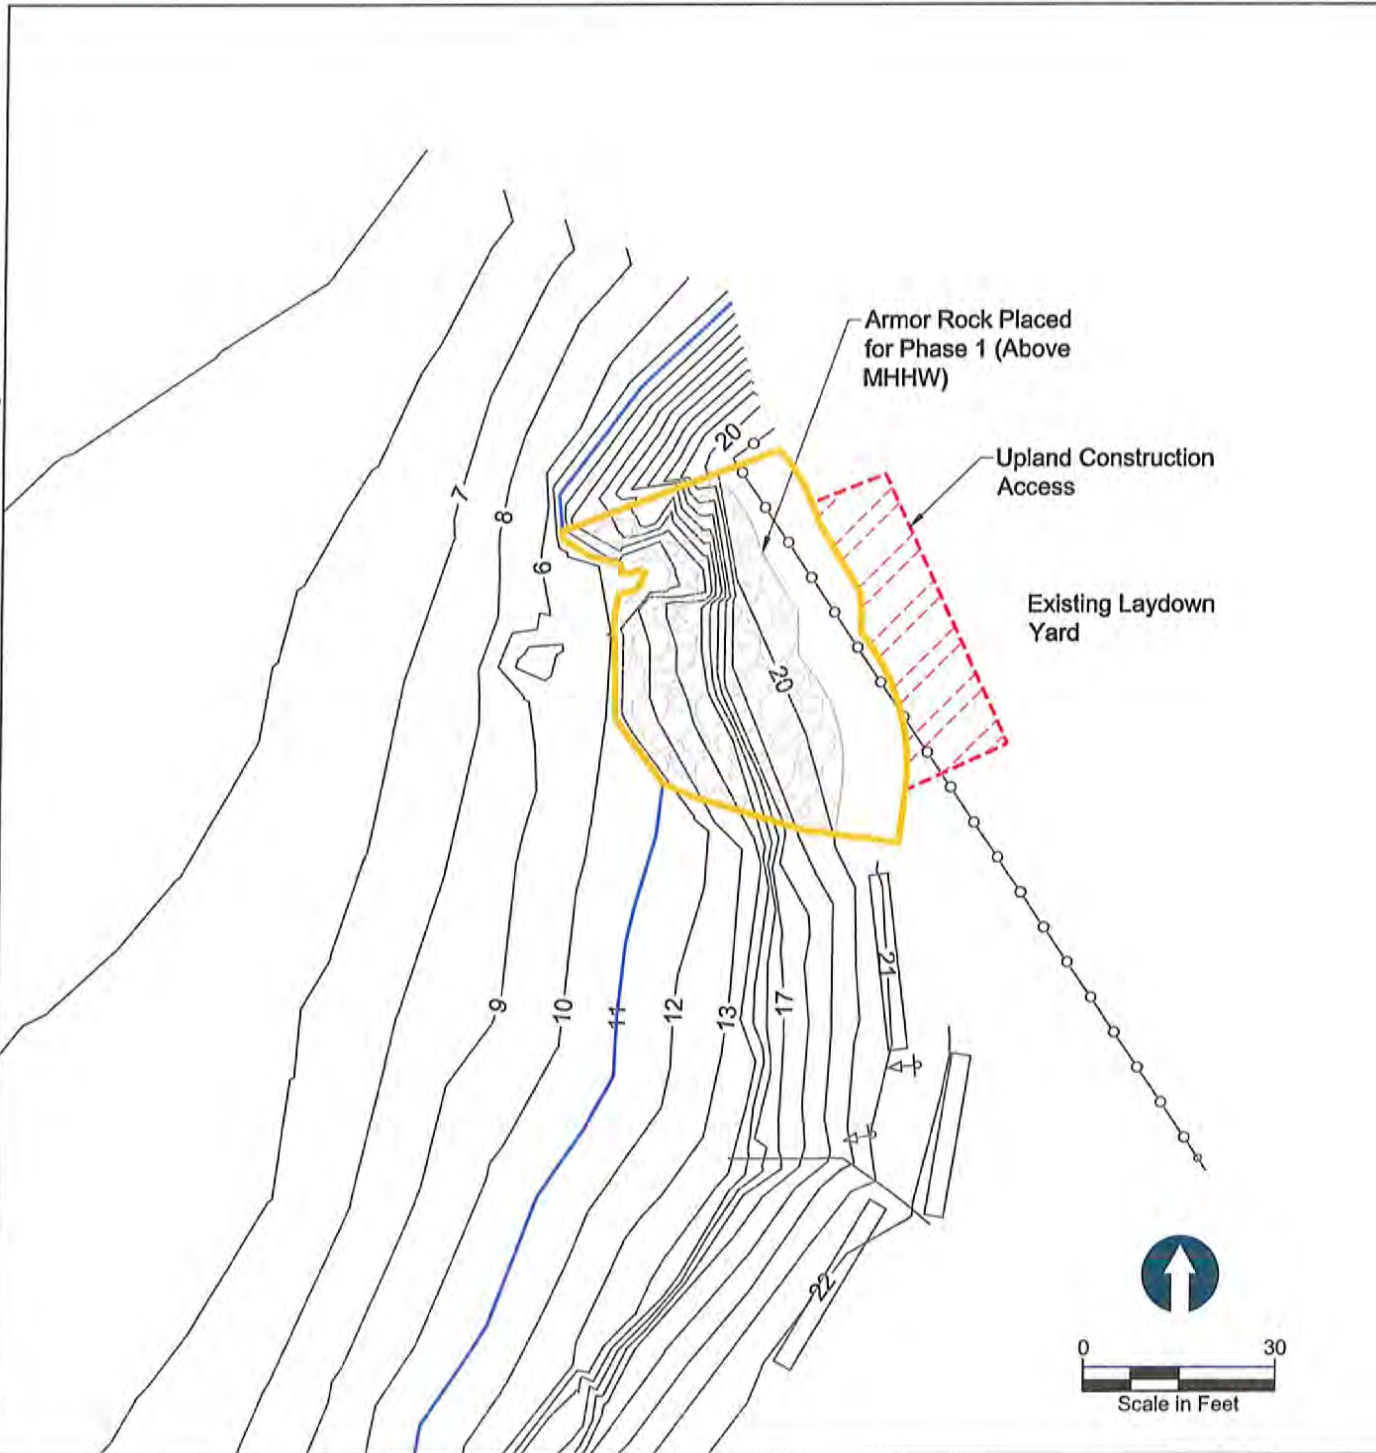 Armor Rock Placed
for Phase 1 (Above
MHHW)
20
Upland Construction
Access
7
8
9
Existing Laydown
Yard
20
21
9
10
11
12
13
17
22
0 30
Scale in Feet